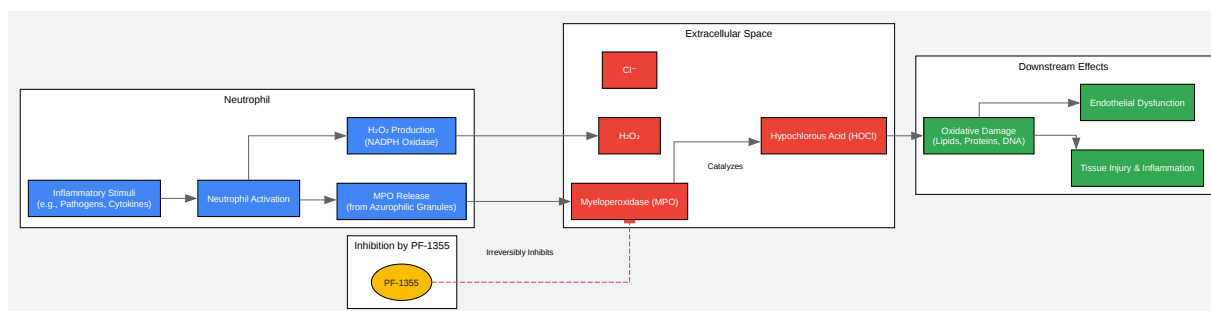 Neutrophil
Inflammatory Stimuli
(e.g., Pathogens, Cytokines)
Neutrophil Activation
H₂O₂ Production
(NADPH Oxidase)
MPO Release
(from Azurophilic Granules)
Inhibition by PF-1355
PF-1355
Irreversibly Inhibits
Extracellular Space
Cl⁻
H₂O₂
Myeloperoxidase (MPO)
Catalyzes
Hypochlorous Acid (HOCl)
Downstream Effects
Oxidative Damage
(Lipids, Proteins, DNA)
Endothelial Dysfunction
Tissue Injury & Inflammation